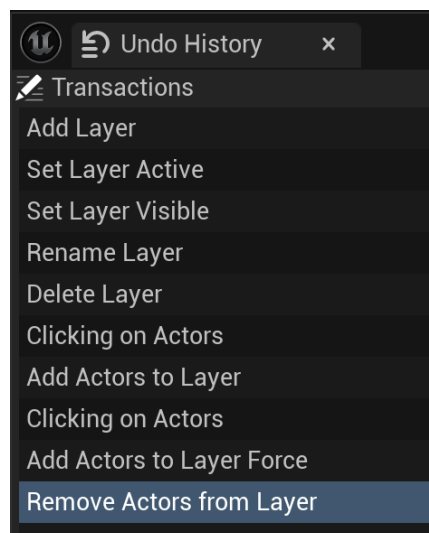 Undo History
Transactions
Add Layer
Set Layer Active
Set Layer Visible
Rename Layer
Delete Layer
Clicking on Actors
Add Actors to Layer
Clicking on Actors
Add Actors to Layer Force
Remove Actors from Layer